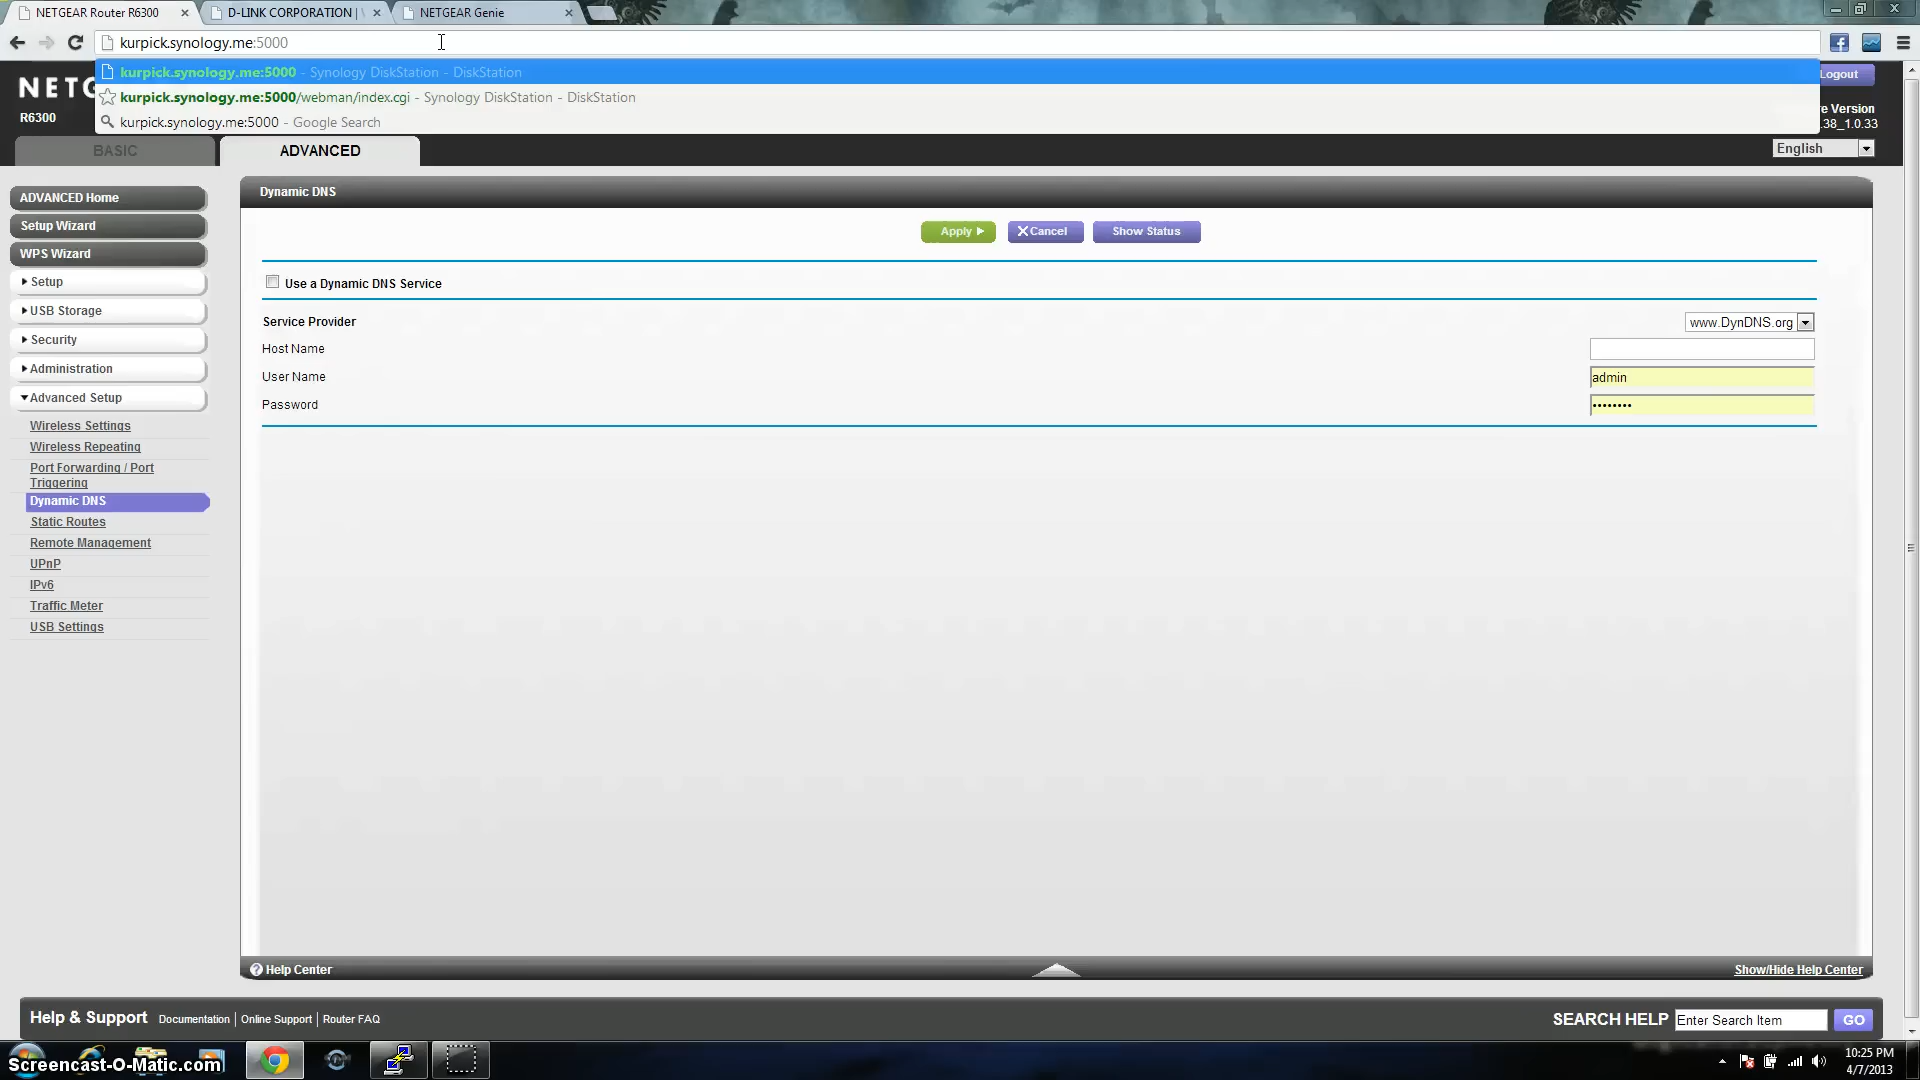 NETGEAR Router R6300
D-LINK CORPORATION | 
NETGEAR Genie
kurpick.synology.me:5000
kurpick.synology.me:5000 - Synology DiskStation - DiskStation
kurpick.synology.me:5000/webman/index.cgi - Synology DiskStation - DiskStation
kurpick.synology.me:5000 - Google Search
NETG
R6300
Logout
e Version
.38_1.0.33
BASIC
ADVANCED
English
ADVANCED Home
Setup Wizard
WPS Wizard
Setup
USB Storage
Security
Administration
Advanced Setup
Wireless Settings
Wireless Repeating
Port Forwarding / Port
Triggering
Dynamic DNS
Static Routes
Remote Management
UPnP
IPv6
Traffic Meter
USB Settings
Dynamic DNS
Apply
Cancel
Show Status
Use a Dynamic DNS Service
Service Provider
www.DynDNS.org
Host Name
User Name
admin
Password
••••••••
Help Center
Show/Hide Help Center
Help & Support
Documentation | Online Support | Router FAQ
SEARCH HELP
Enter Search Item
GO
Screencast-O-Matic.com
10:25 PM
4/7/2013